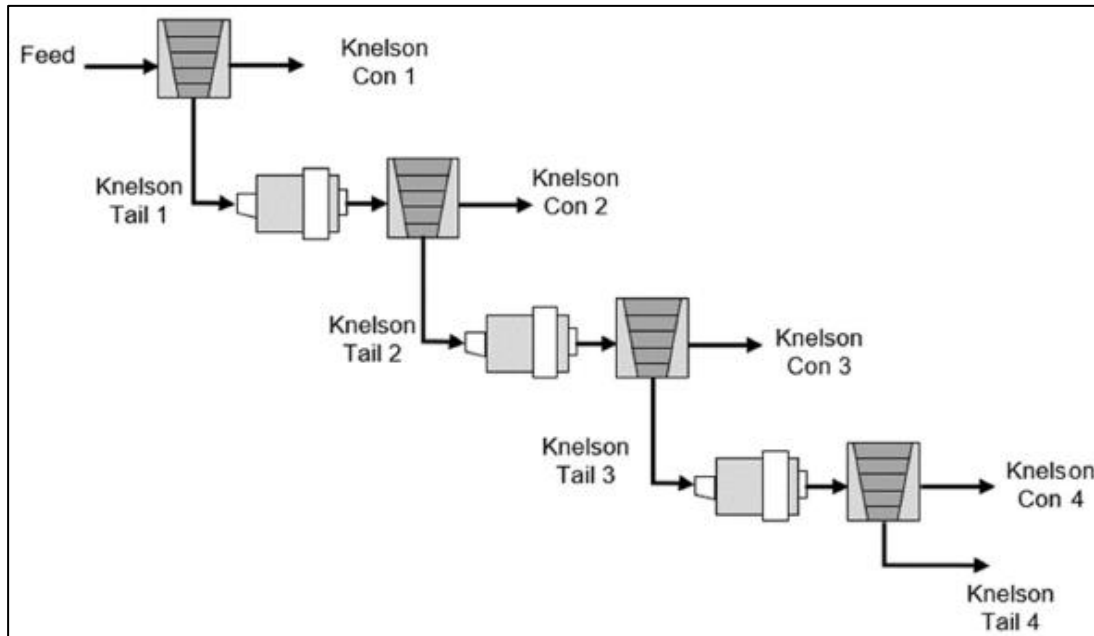 Feed
Knelson
Con 1
Knelson
Tail 1
Knelson
Con 2
Knelson
Tail 2
Knelson
Con 3
Knelson
Tail 3
Knelson
Con 4
Knelson
Tail 4